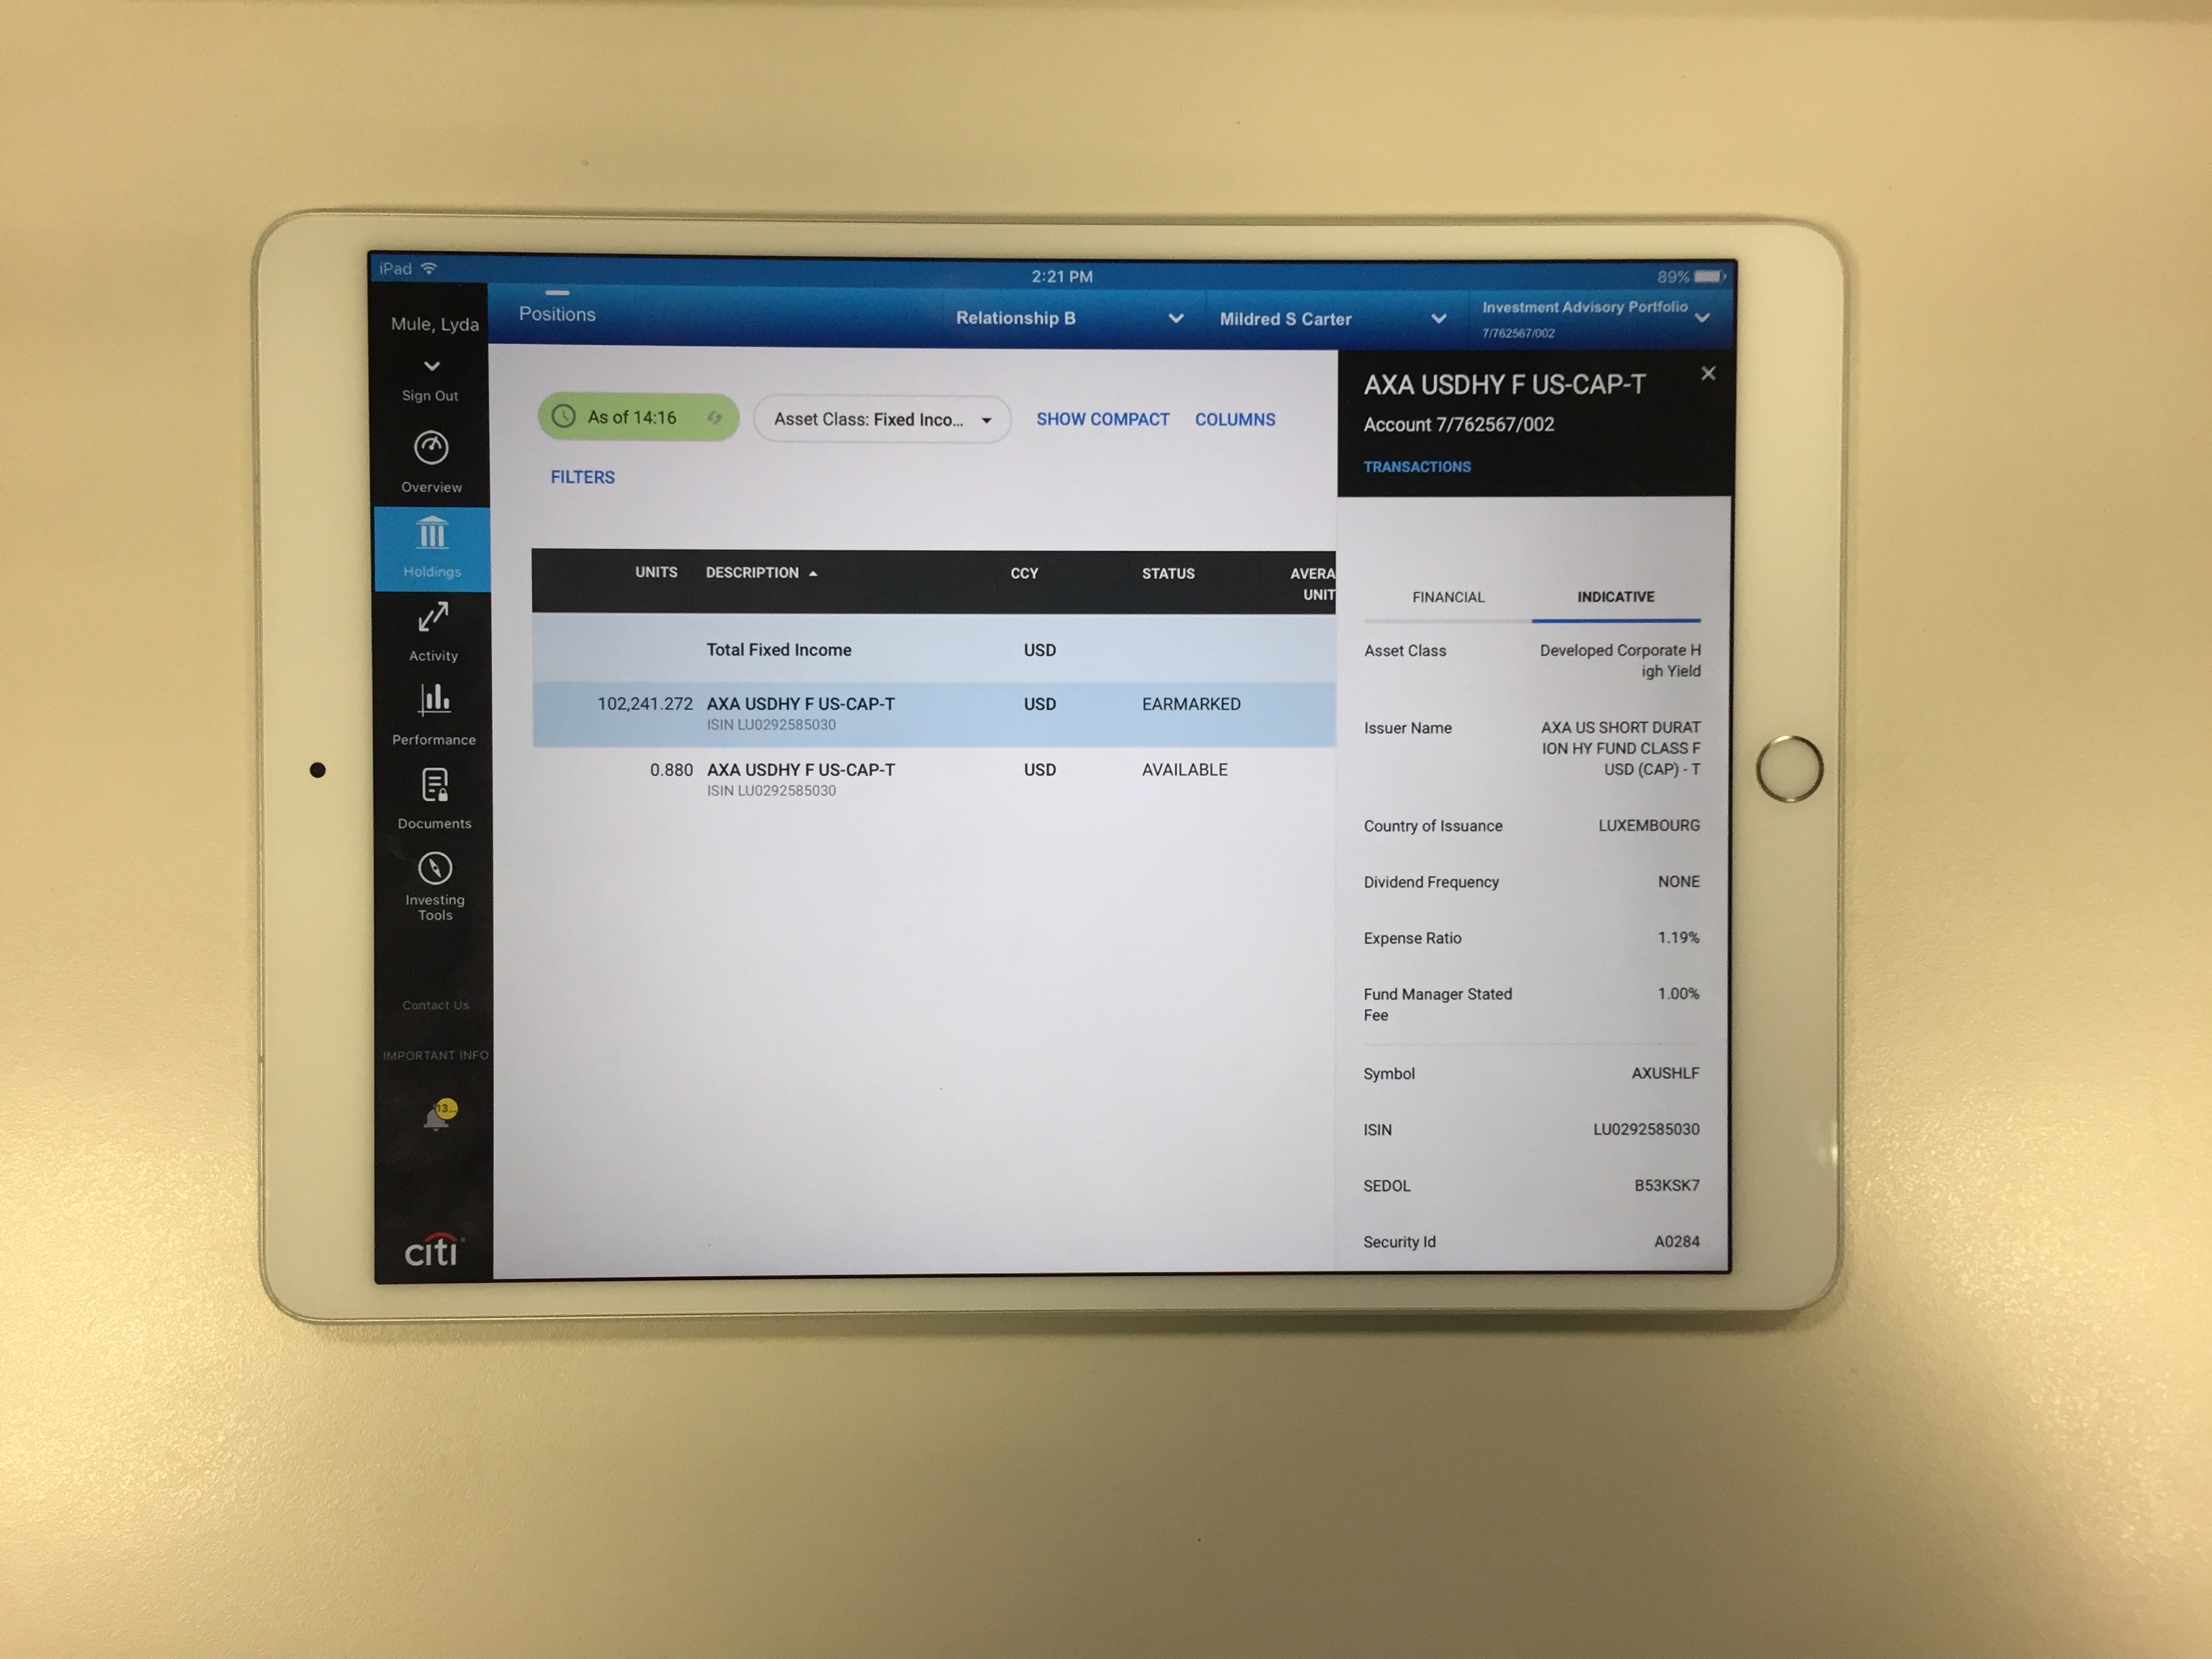 iPad
2:21 PM
89%
Mule, Lyda
Sign Out
Overview
Holdings
Activity
Performance
Documents
Investing
Tools
Contact Us
IMPORTANT INFO
13...
citi
Positions
Relationship B
Mildred S Carter
Investment Advisory Portfolio
7/762567/002
As of 14:16
Asset Class: Fixed Inco...
SHOW COMPACT
COLUMNS
FILTERS
UNITS DESCRIPTION CCY STATUS AVERA
UNIT
Total Fixed Income USD
102,241.272 AXA USDHY F US-CAP-T USD EARMARKED
ISIN LU0292585030
0.880 AXA USDHY F US-CAP-T USD AVAILABLE
ISIN LU0292585030
AXA USDHY F US-CAP-T
Account 7/762567/002
TRANSACTIONS
FINANCIAL INDICATIVE
Asset Class Developed Corporate H
igh Yield
Issuer Name AXA US SHORT DURAT
ION HY FUND CLASS F
USD (CAP) - T
Country of Issuance LUXEMBOURG
Dividend Frequency NONE
Expense Ratio 1.19%
Fund Manager Stated 1.00%
Fee
Symbol AXUSHLF
ISIN LU0292585030
SEDOL B53KSK7
Security Id A0284